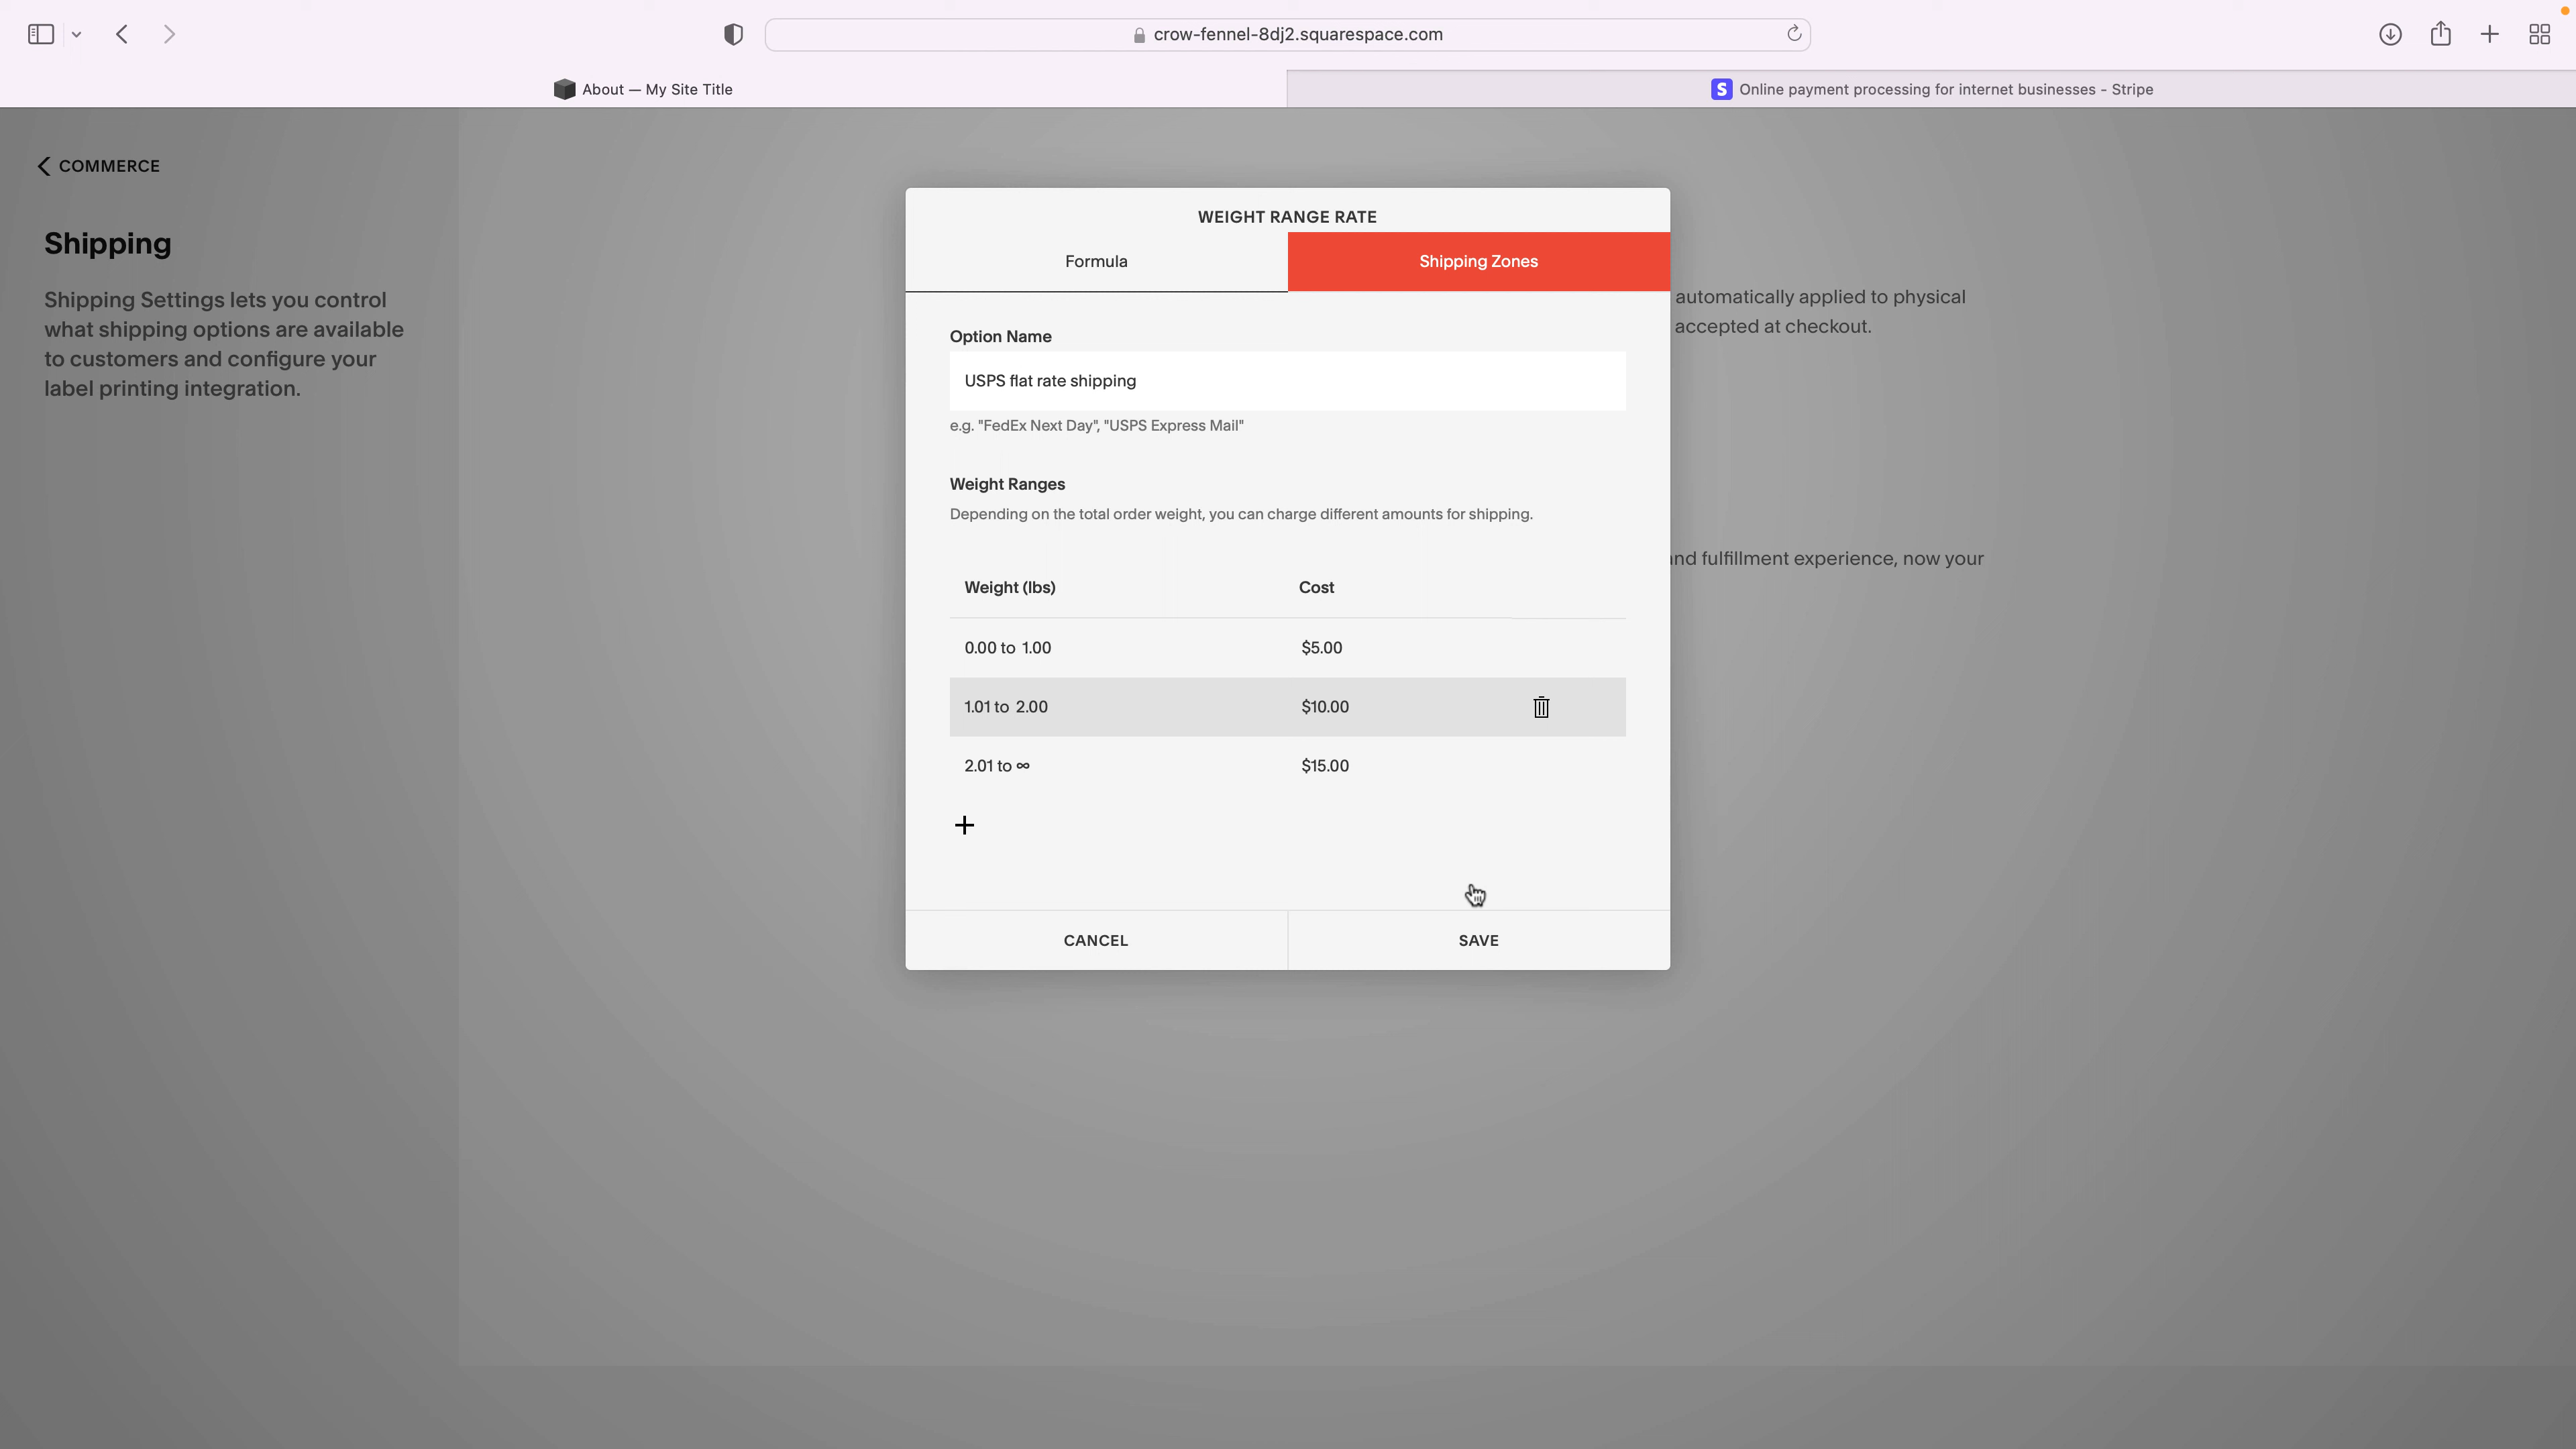 crow-fennel-8dj2.squarespace.com
About — My Site Title
S Online payment processing for internet businesses - Stripe
COMMERCE
Shipping
Shipping Settings lets you control
what shipping options are available
to customers and configure your
label printing integration.
WEIGHT RANGE RATE
Formula
Shipping Zones
automatically applied to physical
accepted at checkout.
Option Name
USPS flat rate shipping
e.g. "FedEx Next Day", "USPS Express Mail"
Weight Ranges
Depending on the total order weight, you can charge different amounts for shipping.
and fulfillment experience, now your
Weight (lbs) Cost
0.00 to 1.00 $5.00
1.01 to 2.00 $10.00
2.01 to ∞ $15.00
CANCEL
SAVE